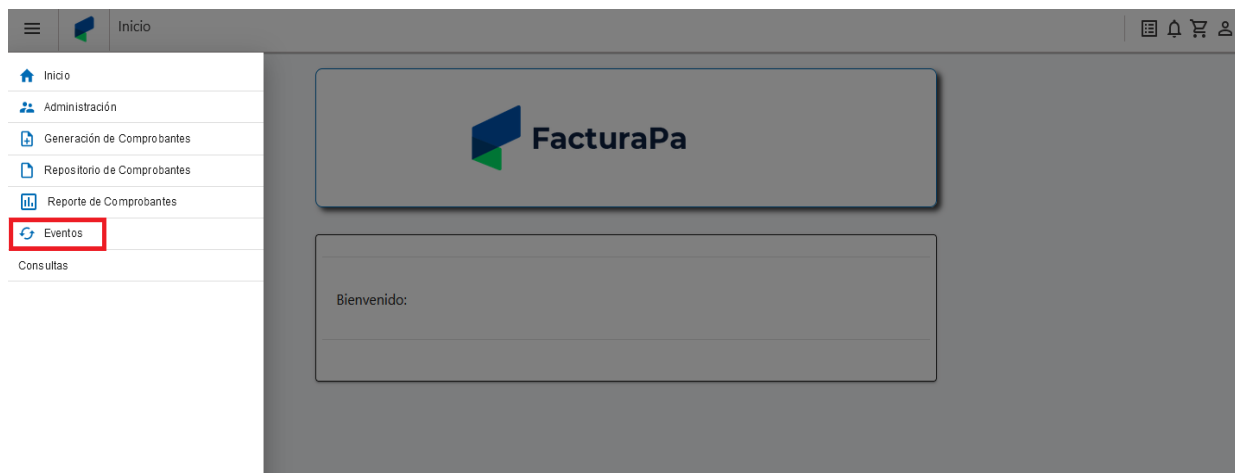 Inicio
Inicio
Administración
Generación de Comprobantes
Repositorio de Comprobantes
Reporte de Comprobantes
Eventos
Consultas
FacturaPa
Bienvenido: